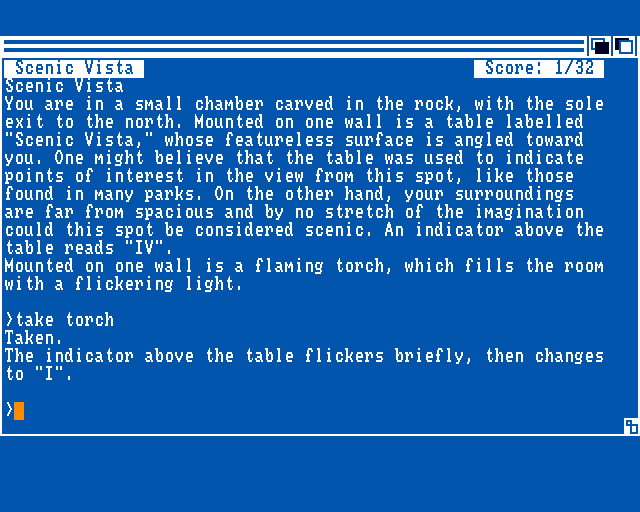 Scenic Vista Score: 1/32
Scenic Vista
You are in a small chamber carved in the rock, with the sole
exit to the north. Mounted on one wall is a table labelled
"Scenic Vista," whose featureless surface is angled toward
you. One might believe that the table was used to indicate
points of interest in the view from this spot, like those
found in many parks. On the other hand, your surroundings
are far from spacious and by no stretch of the imagination
could this spot be considered scenic. An indicator above the
table reads "IV".
Mounted on one wall is a flaming torch, which fills the room
with a flickering light.
>take torch
Taken.
The indicator above the table flickers briefly, then changes
to "I".
>